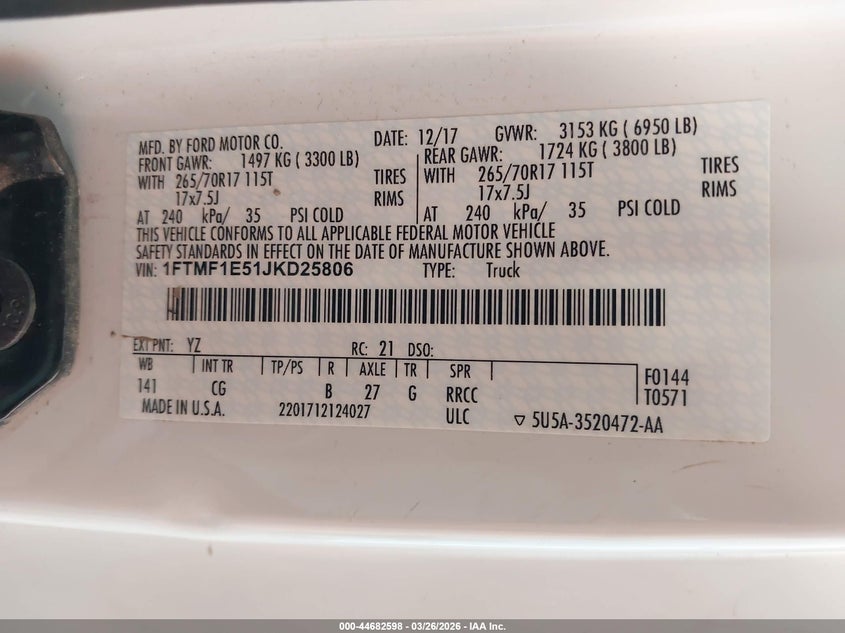 MFD. BY FORD MOTOR CO. DATE: 12/17 GVWR: 3153 KG ( 6950 LB)
FRONT GAWR: 1497 KG ( 3300 LB) REAR GAWR: 1724 KG ( 3800 LB)
WITH 265/70R17 115T TIRES WITH 265/70R17 115T TIRES
17x7.5J RIMS 17x7.5J RIMS
AT 240 kPa/ 35 PSI COLD AT 240 kPa/ 35 PSI COLD
THIS VEHICLE CONFORMS TO ALL APPLICABLE FEDERAL MOTOR VEHICLE
SAFETY STANDARDS IN EFFECT ON THE DATE OF MANUFACTURE SHOWN ABOVE.
VIN: 1FTMF1E51JKD25806 TYPE: Truck
EXT PNT: YZ RC: 21 DSO:
WB INT TR TP/PS R AXLE TR SPR
141 CG B 27 G RRCC F0144
T0571
MADE IN U.S.A. 2201712124027 ULC ▽ 5U5A-3520472-AA
000-44682598 - 03/26/2026 - IAA Inc.